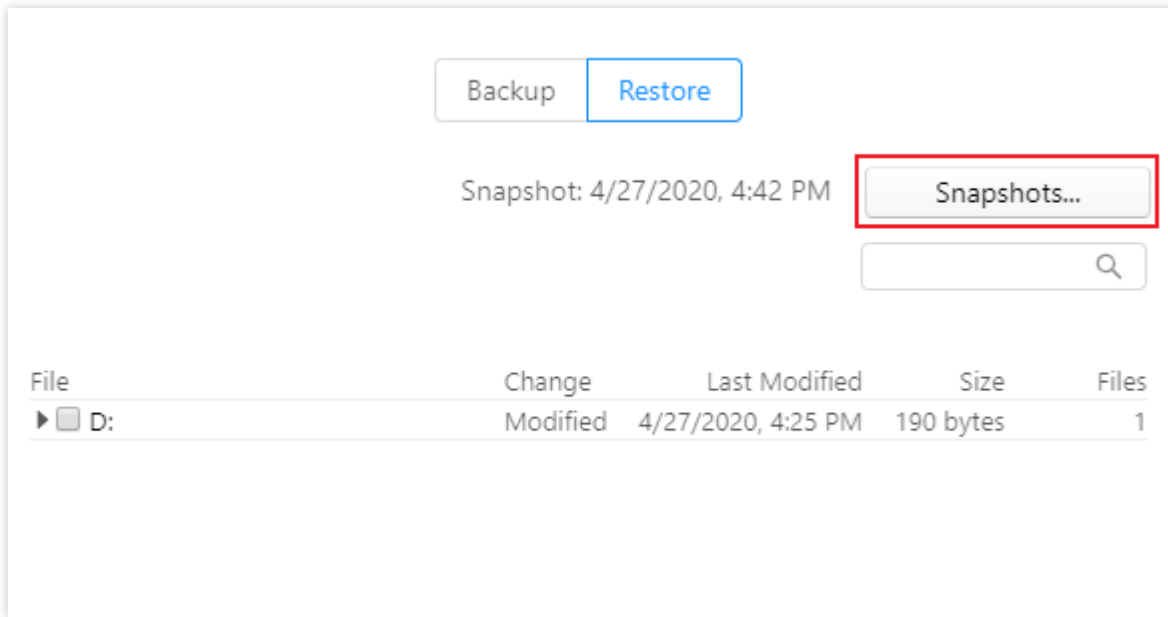 Backup Restore
Snapshot: 4/27/2020, 4:42 PM Snapshots...
File Change Last Modified Size Files
D: Modified 4/27/2020, 4:25 PM 190 bytes 1